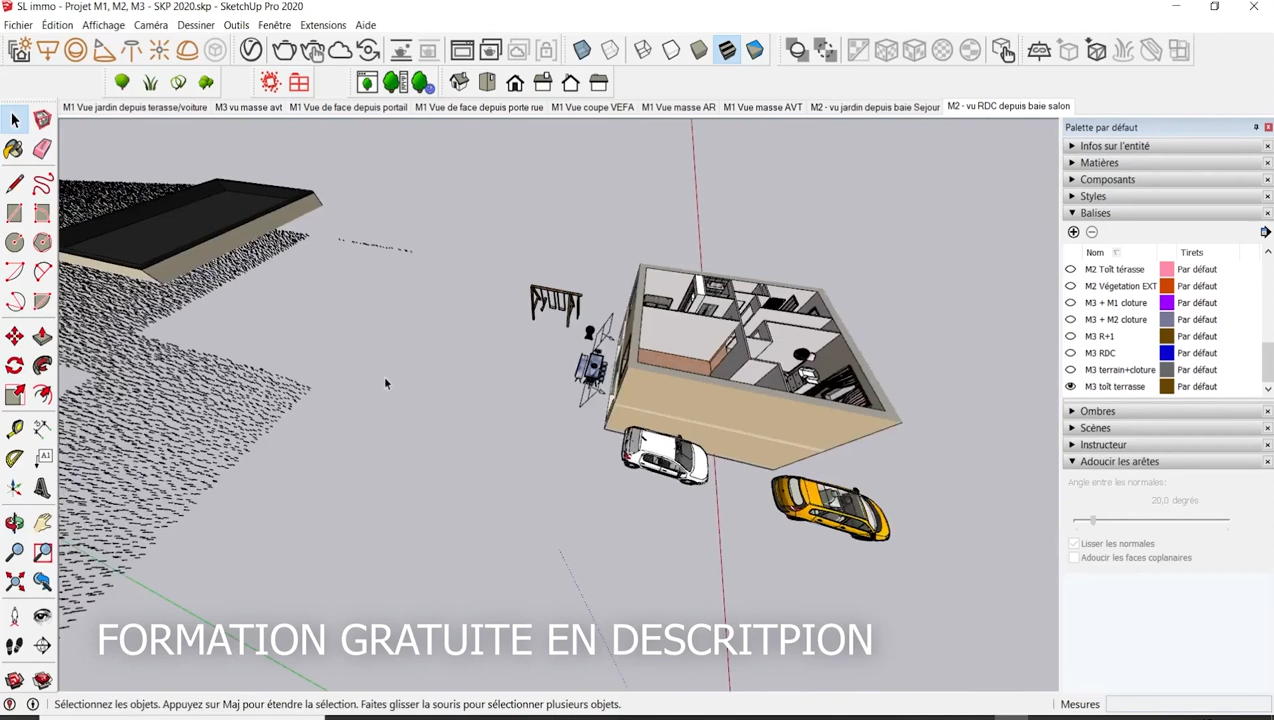 SL immo - Projet M1, M2, M3 - SKP 2020.skp - SketchUp Pro 2020
Fichier Édition Affichage Caméra Dessiner Outils Fenêtre Extensions Aide
M1 Vue jardin depuis terasse/voiture M3 vu masse avt M1 Vue de face depuis portail M1 Vue de face depuis porte rue M1 Vue coupe VEFA M1 Vue masse AR M1 Vue masse AVT M2 - vu jardin depuis baie Sejour M2 - vu RDC depuis baie salon
Palette par défaut
Infos sur l'entité
Matières
Composants
Styles
Balises
Nom Tirets
M2 Toît térasse Par défaut
M2 Végetation EXT Par défaut
M3 + M1 cloture Par défaut
M3 + M2 cloture Par défaut
M3 R+1 Par défaut
M3 RDC Par défaut
M3 terrain+cloture Par défaut
M3 toît terrasse Par défaut
Ombres
Scènes
Instructeur
Adoucir les arêtes
Angle entre les normales:
20,0 degrés
Lisser les normales
Adoucir les faces coplanaires
A1
FORMATION GRATUITE EN DESCRITPION
Sélectionnez les objets. Appuyez sur Maj pour étendre la sélection. Faites glisser la souris pour sélectionner plusieurs objets.
Mesures